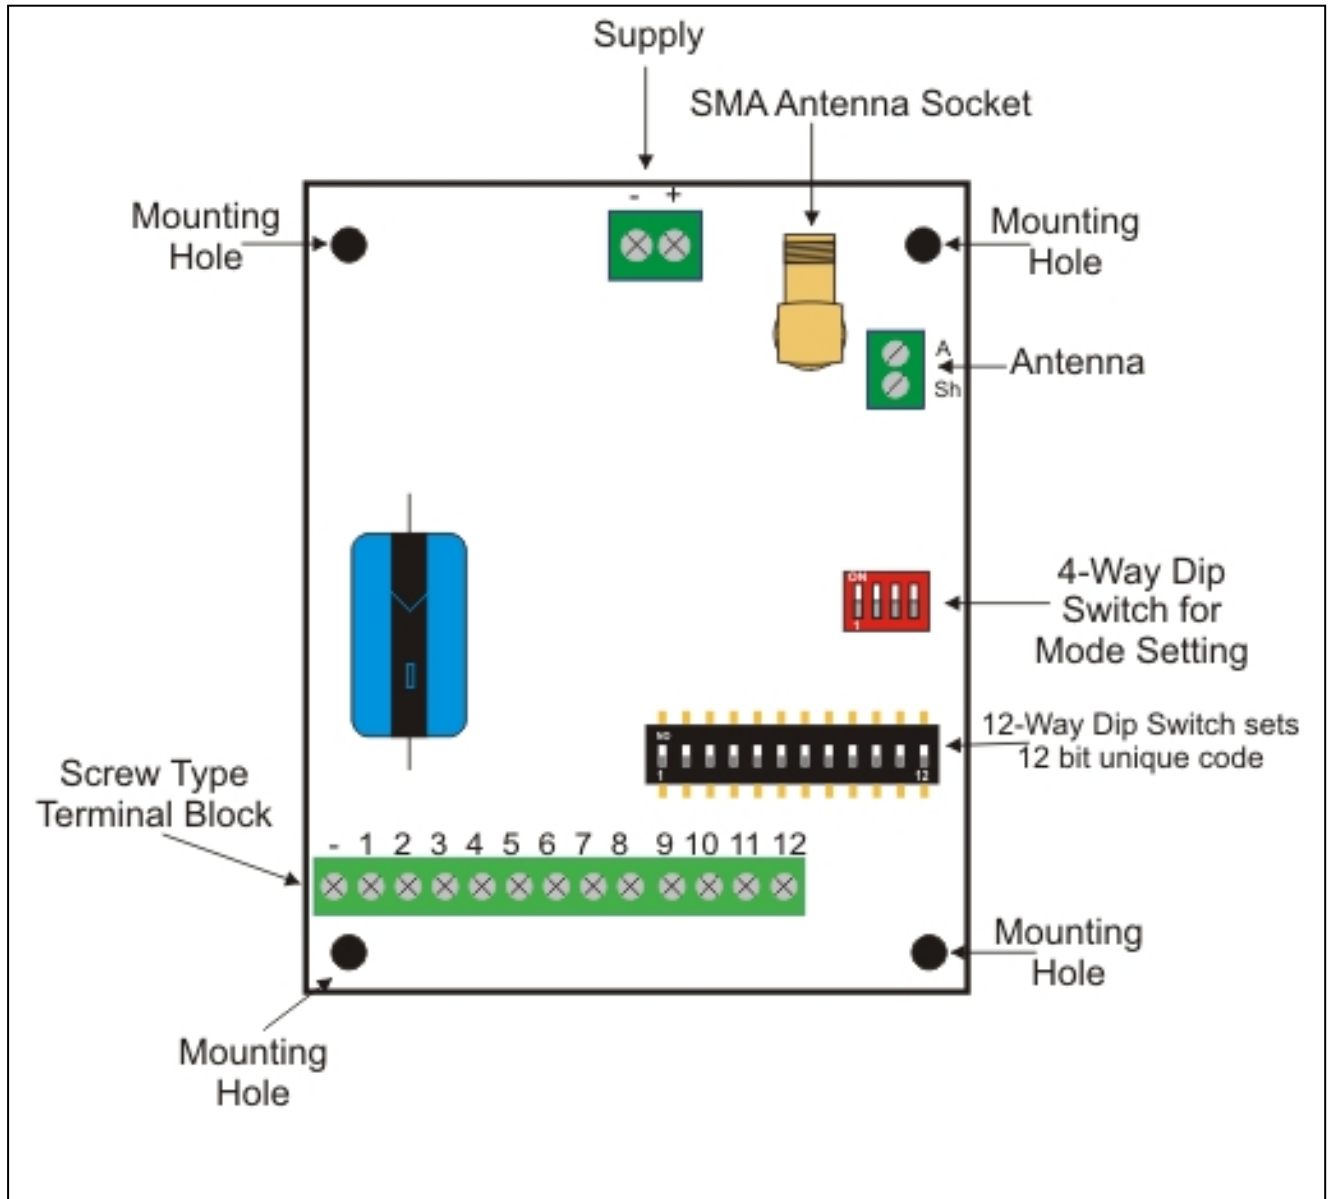 Supply
SMA Antenna Socket
- +
Mounting
Hole
Mounting
Hole
A
Antenna
Sh
ON
1
4-Way Dip
Switch for
Mode Setting
12-Way Dip Switch sets
12 bit unique code
1 12
Screw Type
Terminal Block
- 1 2 3 4 5 6 7 8 9 10 11 12
Mounting
Hole
Mounting
Hole